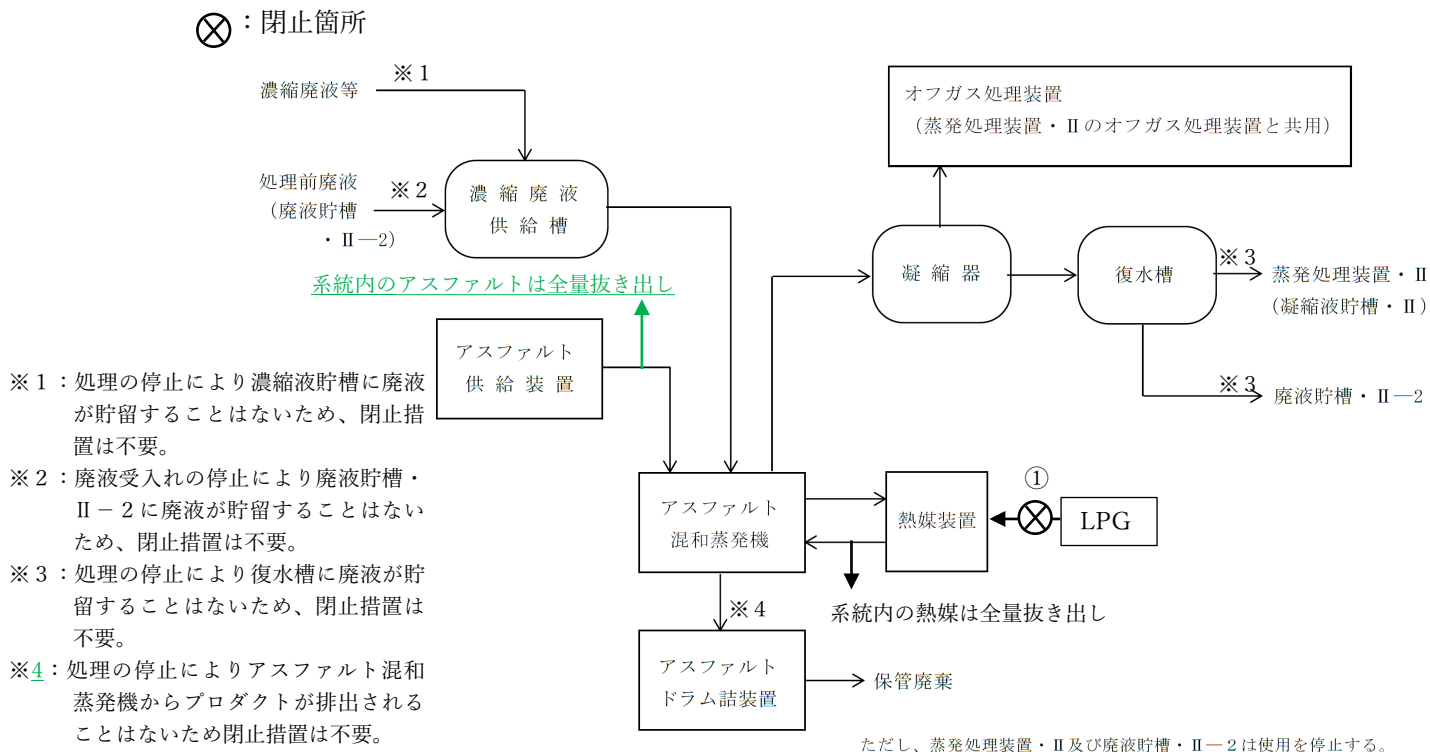 ：閉止箇所
濃縮廃液等
※１
オフガス処理装置
（蒸発処理装置・Ⅱのオフガス処理装置と共用）
処理前廃液
（廃液貯槽
・Ⅱ―2）
※２
濃縮廃液
供給槽
凝縮器
復水槽
※３
蒸発処理装置・Ⅱ
（凝縮液貯槽・Ⅱ）
系統内のアスファルトは全量抜き出し
アスファルト
供給装置
※３
廃液貯槽・Ⅱ―2
※１：処理の停止により濃縮液貯槽に廃液
が貯留することはないため、閉止措
置は不要。
※２：廃液受入れの停止により廃液貯槽・
Ⅱ－２に廃液が貯留することはない
ため、閉止措置は不要。
※３：処理の停止により復水槽に廃液が貯
留することはないため、閉止措置は
不要。
※4：処理の停止によりアスファルト混和
蒸発機からプロダクトが排出される
ことはないため閉止措置は不要。
アスファルト
混和蒸発機
熱媒装置
①
LPG
系統内の熱媒は全量抜き出し
※４
アスファルト
ドラム詰装置
保管廃棄
ただし、蒸発処理装置・Ⅱ及び廃液貯槽・Ⅱ―２は使用を停止する。